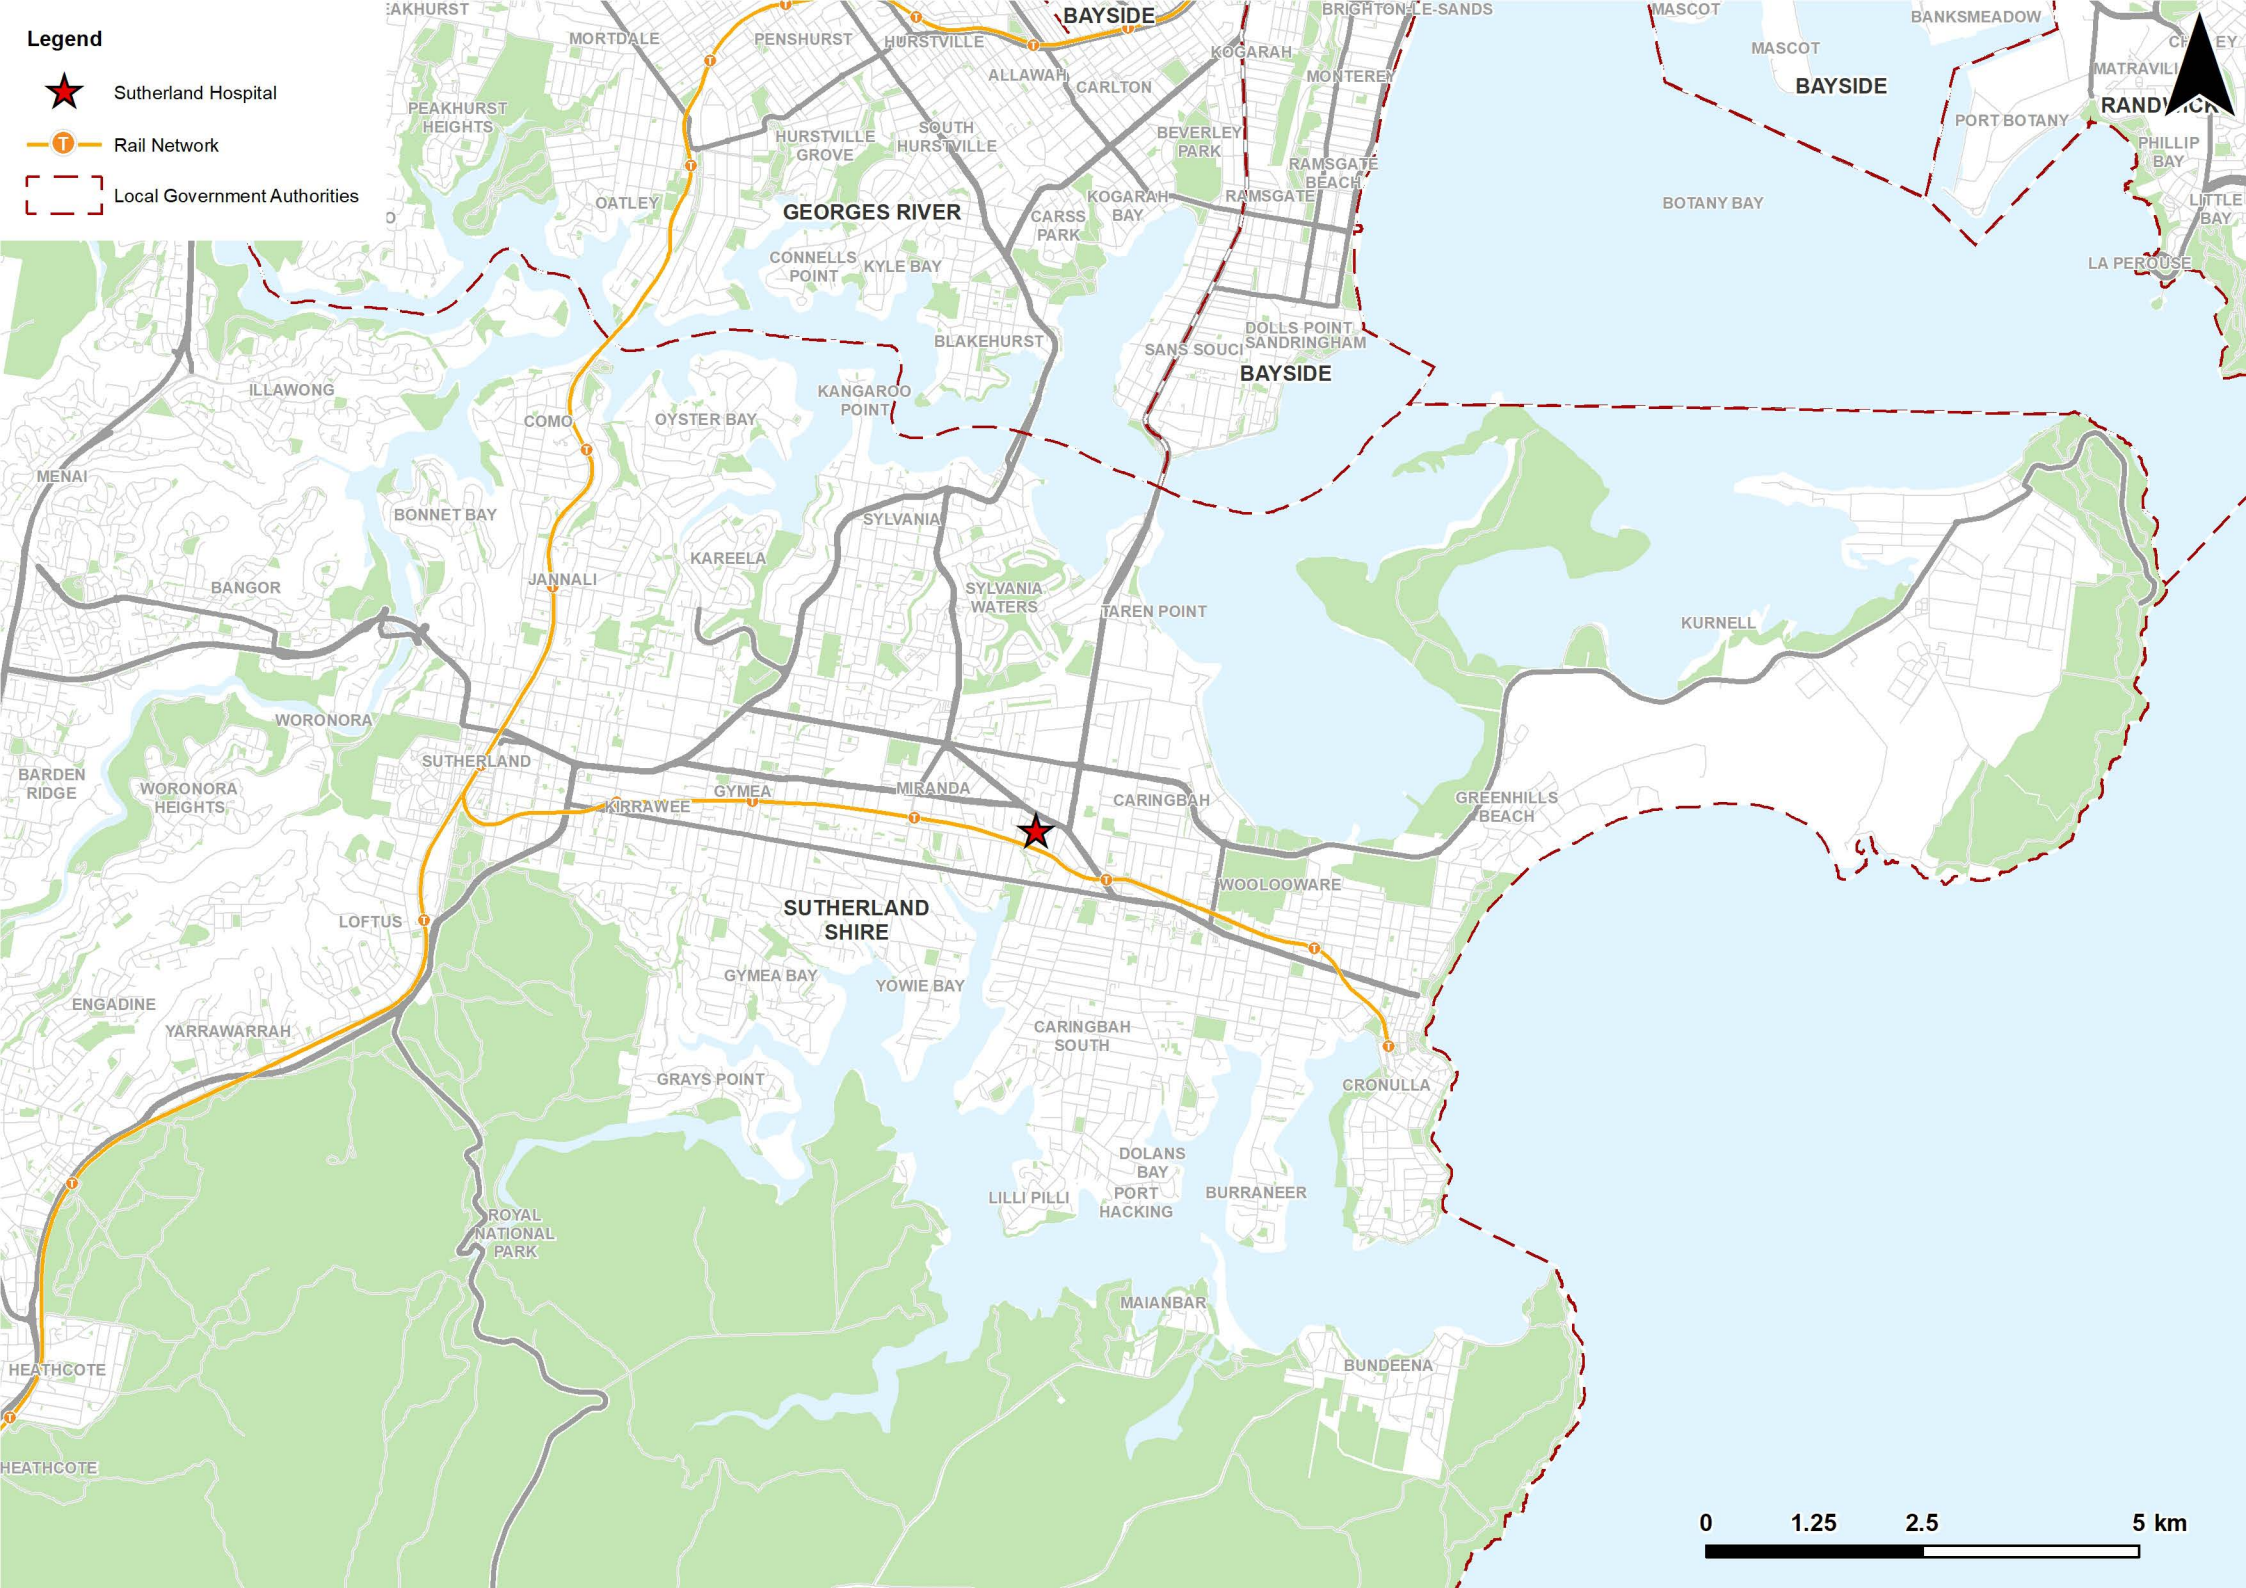 Legend
Sutherland Hospital
T
Rail Network
Local Government Authorities
BAYSIDE
BRIGHTON-LE-SANDS
MASCOT
BANKSMEADOW
MORTDALE
PENSHURST
HURSTVILLE
KOGARAH
MASCOT
ALLAWAH
CARLTON
MONTEREY
BAYSIDE
PEAKHURST
HEIGHTS
RANDWICK
PORT BOTANY
HURSTVILLE
GROVE
SOUTH
HURSTVILLE
BEVERLEY
PARK
PHILLIP
BAY
RAMSGATE
BEACH
OATLEY
GEORGES RIVER
KOGARAH
BAY
RAMSGATE
BOTANY BAY
LITTLE
BAY
CARSS
PARK
CONNELLS
POINT
KYLE BAY
LA PEROUSE
BLAKEHURST
SANS SOUCI
DOLLS POINT
SANDRINGHAM
BAYSIDE
ILLAWONG
KANGAROO
POINT
COMO
OYSTER BAY
MENAI
BONNET BAY
SYLVANIA
KAREELA
BANGOR
JANNALI
SYLVANIA
WATERS
TAREN POINT
KURNELL
WORONORA
SUTHERLAND
BARDEN
RIDGE
WORONORA
HEIGHTS
KIRRAWEE
GYMEA
MIRANDA
CARINGBAH
GREENHILLS
BEACH
WOOLOOWARE
LOFTUS
SUTHERLAND
SHIRE
GYMEA BAY
YOWIE BAY
ENGADINE
YARRAWARRAH
CARINGBAH
SOUTH
GRAYS POINT
CRONULLA
DOLANS
BAY
LILLI PILLI
PORT
HACKING
BURRANEER
ROYAL
NATIONAL
PARK
MAIANBAR
HEATHCOTE
BUNDEENA
HEATHCOTE
0 1.25 2.5 5 km